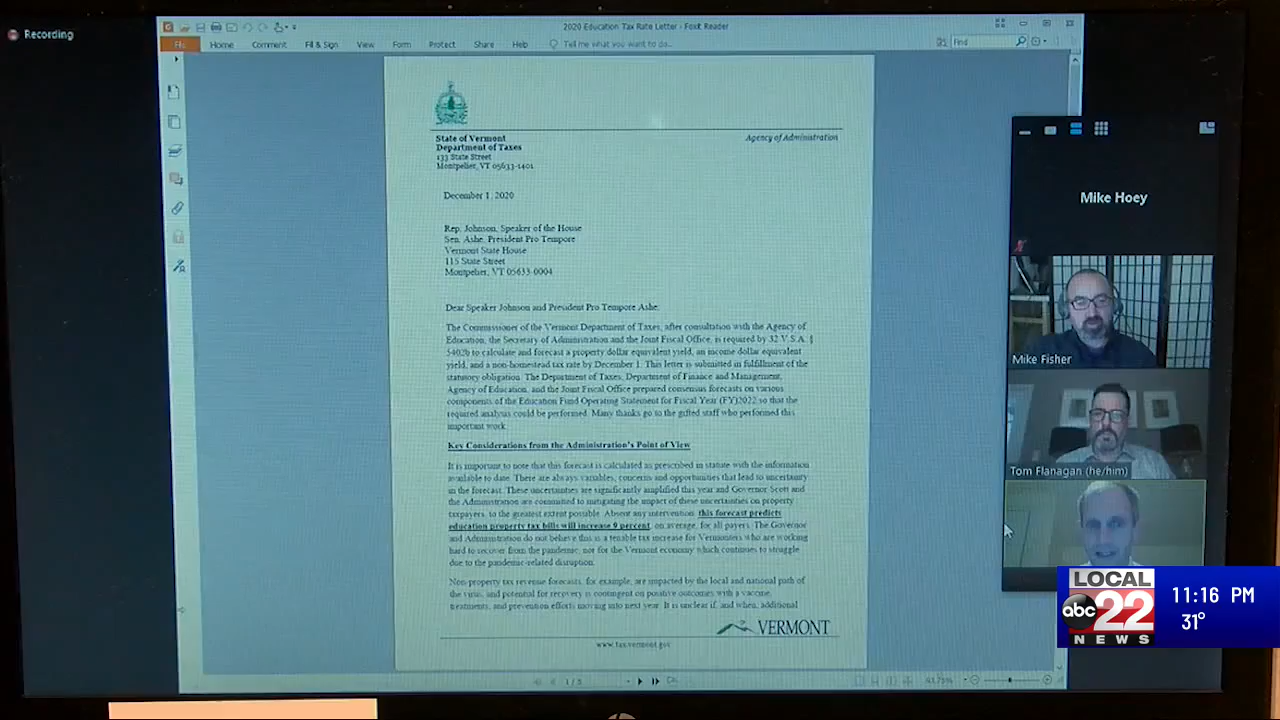 Recording
2020 Education Tax Rate Letter - Foxit Reader
File Home Comment Fill & Sign View Form Protect Share Help Tell me what you want to do...
Find
State of Vermont
Department of Taxes
133 State Street
Montpelier, VT 05633-1401
Agency of Administration
December 1, 2020
Rep. Johnson, Speaker of the House
Sen. Ashe, President Pro Tempore
Vermont State House
115 State Street
Montpelier, VT 05633-0004
Dear Speaker Johnson and President Pro Tempore Ashe:
The Commissioner of the Vermont Department of Taxes, after consultation with the Agency of
Education, the Secretary of Administration and the Joint Fiscal Office, is required by 32 V.S.A. §
5402b to calculate and forecast a property dollar equivalent yield, an income dollar equivalent
yield, and a non-homestead tax rate by December 1. This letter is submitted in fulfillment of the
statutory obligation. The Department of Taxes, Department of Finance and Management,
Agency of Education, and the Joint Fiscal Office prepared consensus forecasts on various
components of the Education Fund Operating Statement for Fiscal Year (FY)2022 so that the
required analysis could be performed. Many thanks go to the gifted staff who performed this
important work.
Key Considerations from the Administration's Point of View
It is important to note that this forecast is calculated as prescribed in statute with the information
available to date. There are always variables, concerns and opportunities that lead to uncertainty
in the forecast. These uncertainties are significantly amplified this year and Governor Scott and
the Administration are committed to mitigating the impact of these uncertainties on property
taxpayers, to the greatest extent possible. Absent any intervention, this forecast predicts
education property tax bills will increase 9 percent, on average, for all payers. The Governor
and Administration do not believe this is a tenable tax increase for Vermonters who are working
hard to recover from the pandemic, nor for the Vermont economy which continues to struggle
due to the pandemic-related disruption.
Non-property tax revenue forecasts, for example, are impacted by the local and national path of
the virus, and potential for recovery is contingent on positive outcomes with a vaccine,
treatments, and prevention efforts moving into next year. It is unclear if, and when, additional
VERMONT
www.tax.vermont.gov
1 / 5
Mike Hoey
Mike Fisher
Tom Flanagan (he/him)
LOCAL
abc 22
NEWS
11:16 PM
31°
hp